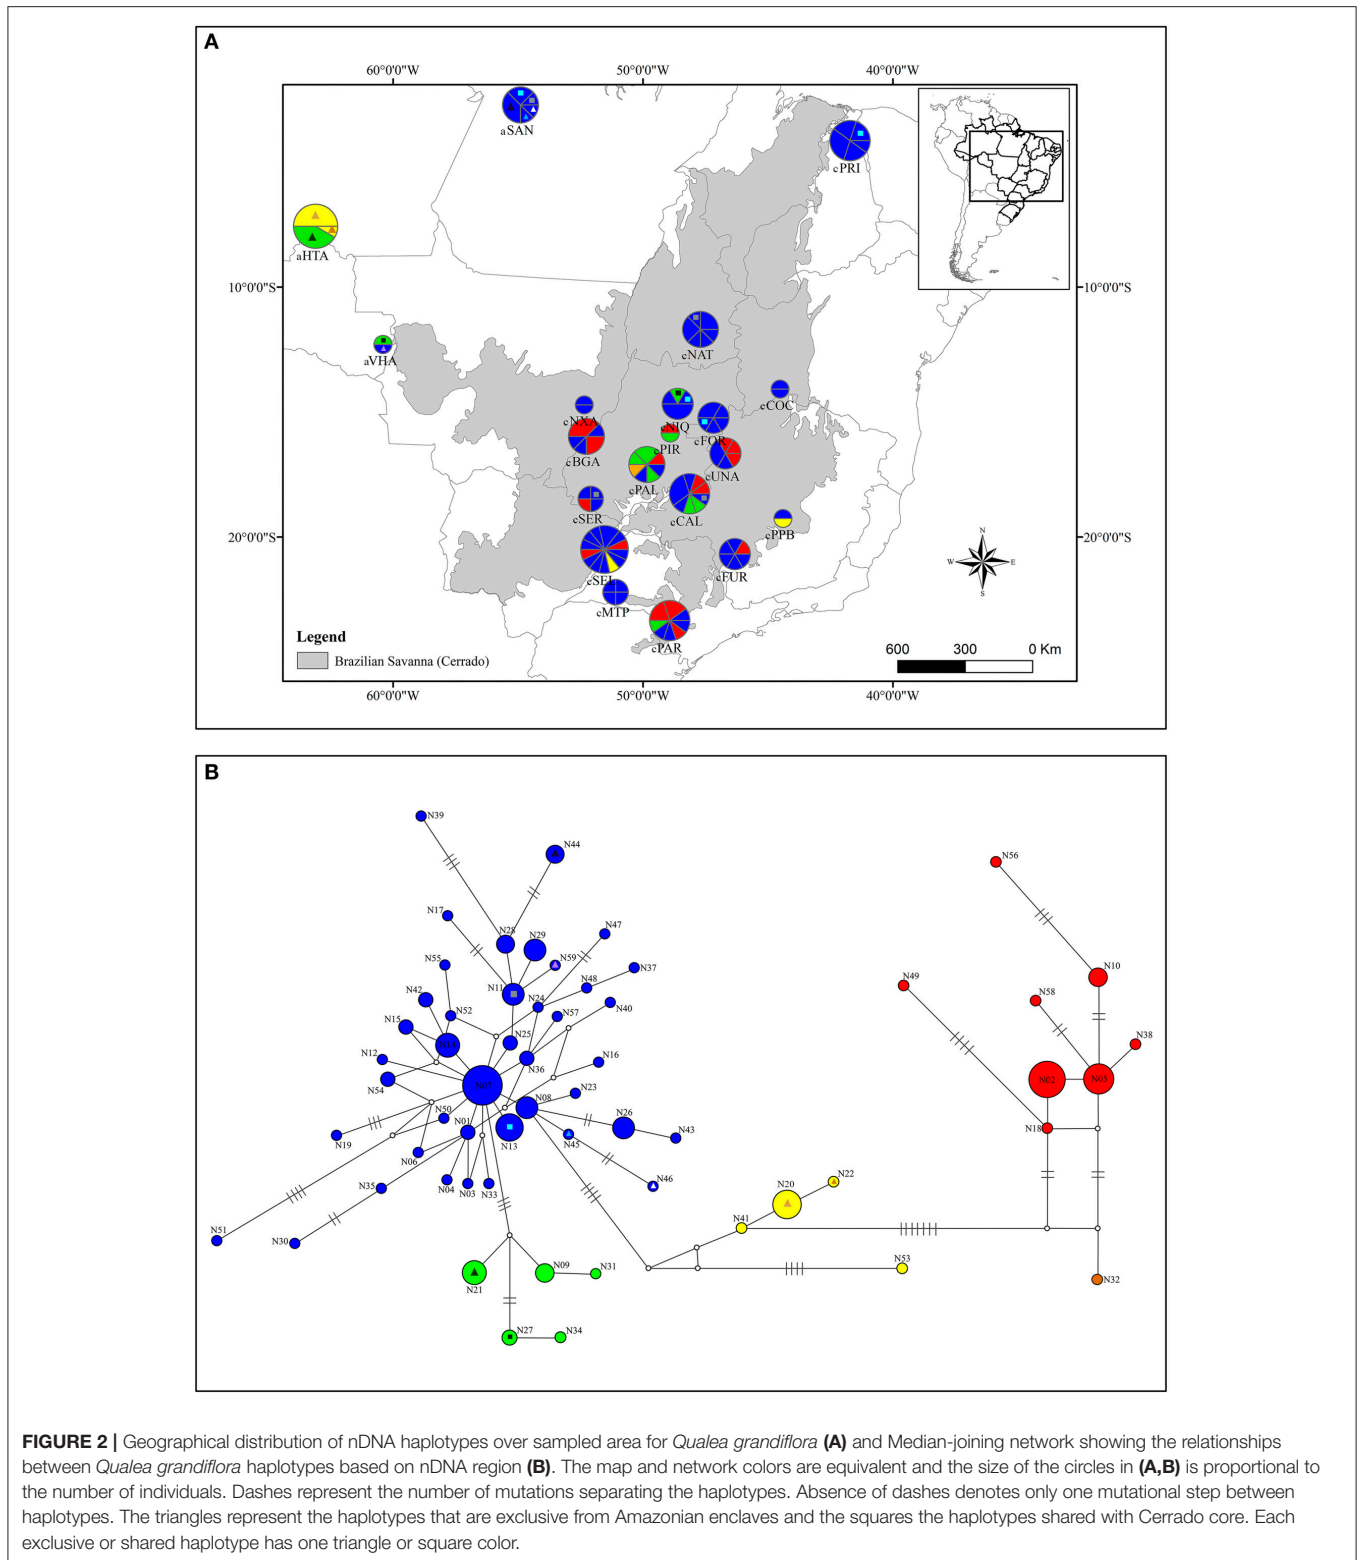 A
60°0'0"W 50°0'0"W 40°0'0"W
aSAN
cPRI
aHTA
10°0'0"S 10°0'0"S
cNAT
aVHA
cCOC
cNXA
cNIQ
cFOR
cPIR
cBGA
cUNA
cPAL
cSER
cCAL
cPPB
20°0'0"S 20°0'0"S
cFUR
cSEL
cMTP
cPAR
N
W E
S
Legend
Brazilian Savanna (Cerrado)
600 300 0 Km
60°0'0"W 50°0'0"W 40°0'0"W
B
N39
N44
N56
N17
N47
N28
N29
N55
N59
N37
N10
N49
N48
N11
N42
N24
N58
N40
N52
N57
N15
N38
N25
N14
N12
N36
N16
N02
N05
N54
N07
N23
N08
N50
N26
N01
N18
N19
N13
N45
N43
N06
N22
N35
N04
N03
N33
N46
N20
N41
N51
N30
N53
N09
N31
N32
N21
N27
N34
FIGURE 2 | Geographical distribution of nDNA haplotypes over sampled area for Qualea grandiflora (A) and Median-joining network showing the relationships
between Qualea grandiflora haplotypes based on nDNA region (B). The map and network colors are equivalent and the size of the circles in (A,B) is proportional to
the number of individuals. Dashes represent the number of mutations separating the haplotypes. Absence of dashes denotes only one mutational step between
haplotypes. The triangles represent the haplotypes that are exclusive from Amazonian enclaves and the squares the haplotypes shared with Cerrado core. Each
exclusive or shared haplotype has one triangle or square color.